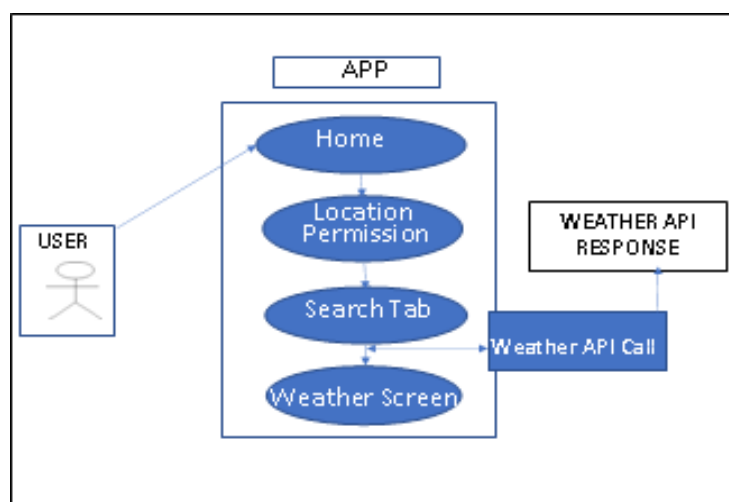 APP
Home
Location
Permission
USER
WEATHER API
RESPONSE
Search Tab
Weather API Call
Weather Screen